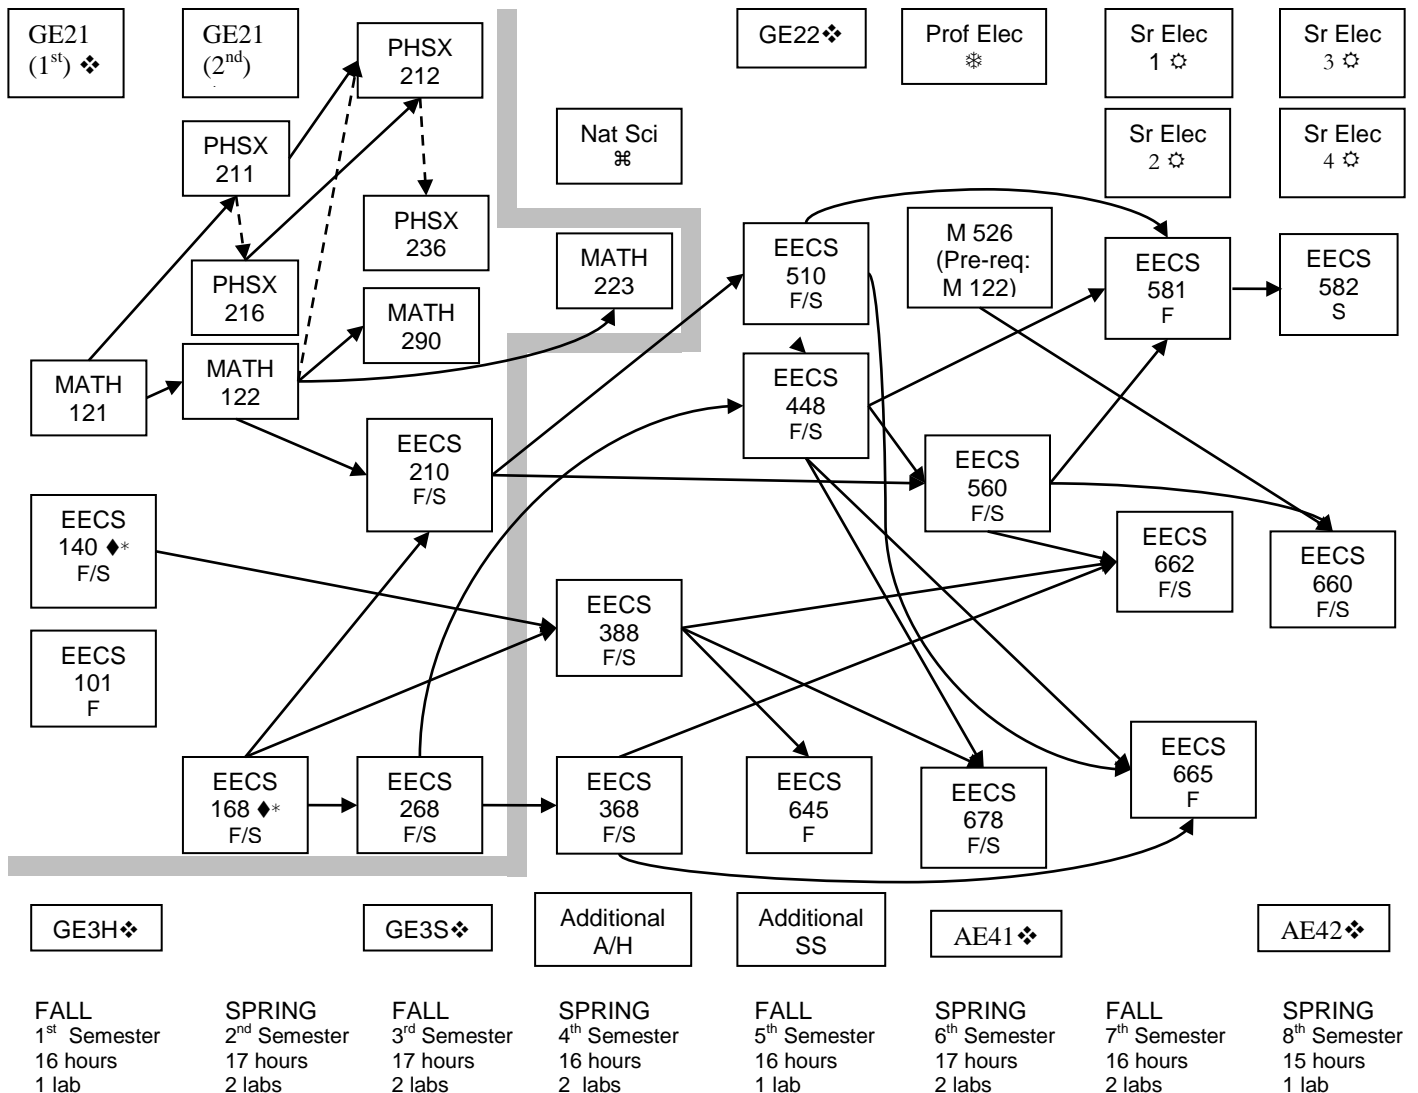 GE21
(1st) ❖
GE21
(2nd)
PHSX
212
GE22❖
Prof Elec
❄
Sr Elec
1 ☼
Sr Elec
3 ☼
PHSX
211
Nat Sci
⌘
Sr Elec
2 ☼
Sr Elec
4 ☼
PHSX
236
PHSX
216
MATH
290
MATH
223
EECS
510
F/S
M 526
(Pre-req:
M 122)
EECS
581
F
EECS
582
S
MATH
121
MATH
122
EECS
210
F/S
EECS
448
F/S
EECS
560
F/S
EECS
140 ♦*
F/S
EECS
662
F/S
EECS
660
F/S
EECS
101
F
EECS
388
F/S
EECS
168 ♦*
F/S
EECS
268
F/S
EECS
368
F/S
EECS
645
F
EECS
678
F/S
EECS
665
F
GE3H❖
GE3S❖
Additional
A/H
Additional
SS
AE41❖
AE42❖
FALL
1st Semester
16 hours
1 lab
SPRING
2nd Semester
17 hours
2 labs
FALL
3rd Semester
17 hours
2 labs
SPRING
4th Semester
16 hours
2 labs
FALL
5th Semester
16 hours
1 lab
SPRING
6th Semester
17 hours
2 labs
FALL
7th Semester
16 hours
2 labs
SPRING
8th Semester
15 hours
1 lab